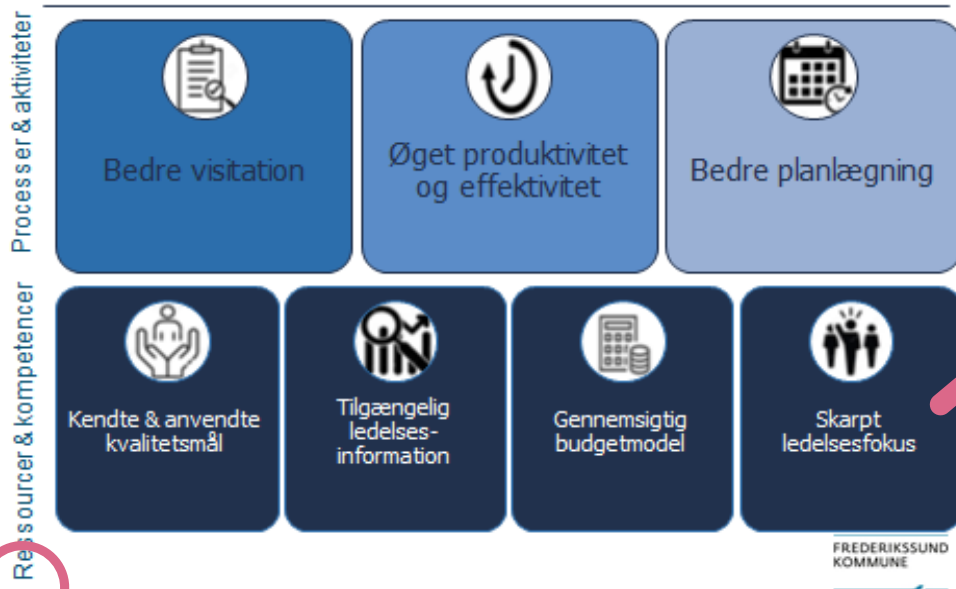 Processer & aktiviteter
Bedre visitation
Øget produktivitet
og effektivitet
Bedre planlægning
Ressourcer & kompetencer
Kendte & anvendte
kvalitetsmål
Tilgængelig
ledelses-
information
Gennemsigtig
budgetmodel
Skarpt
ledelsesfokus
FREDERIKSSUND
KOMMUNE